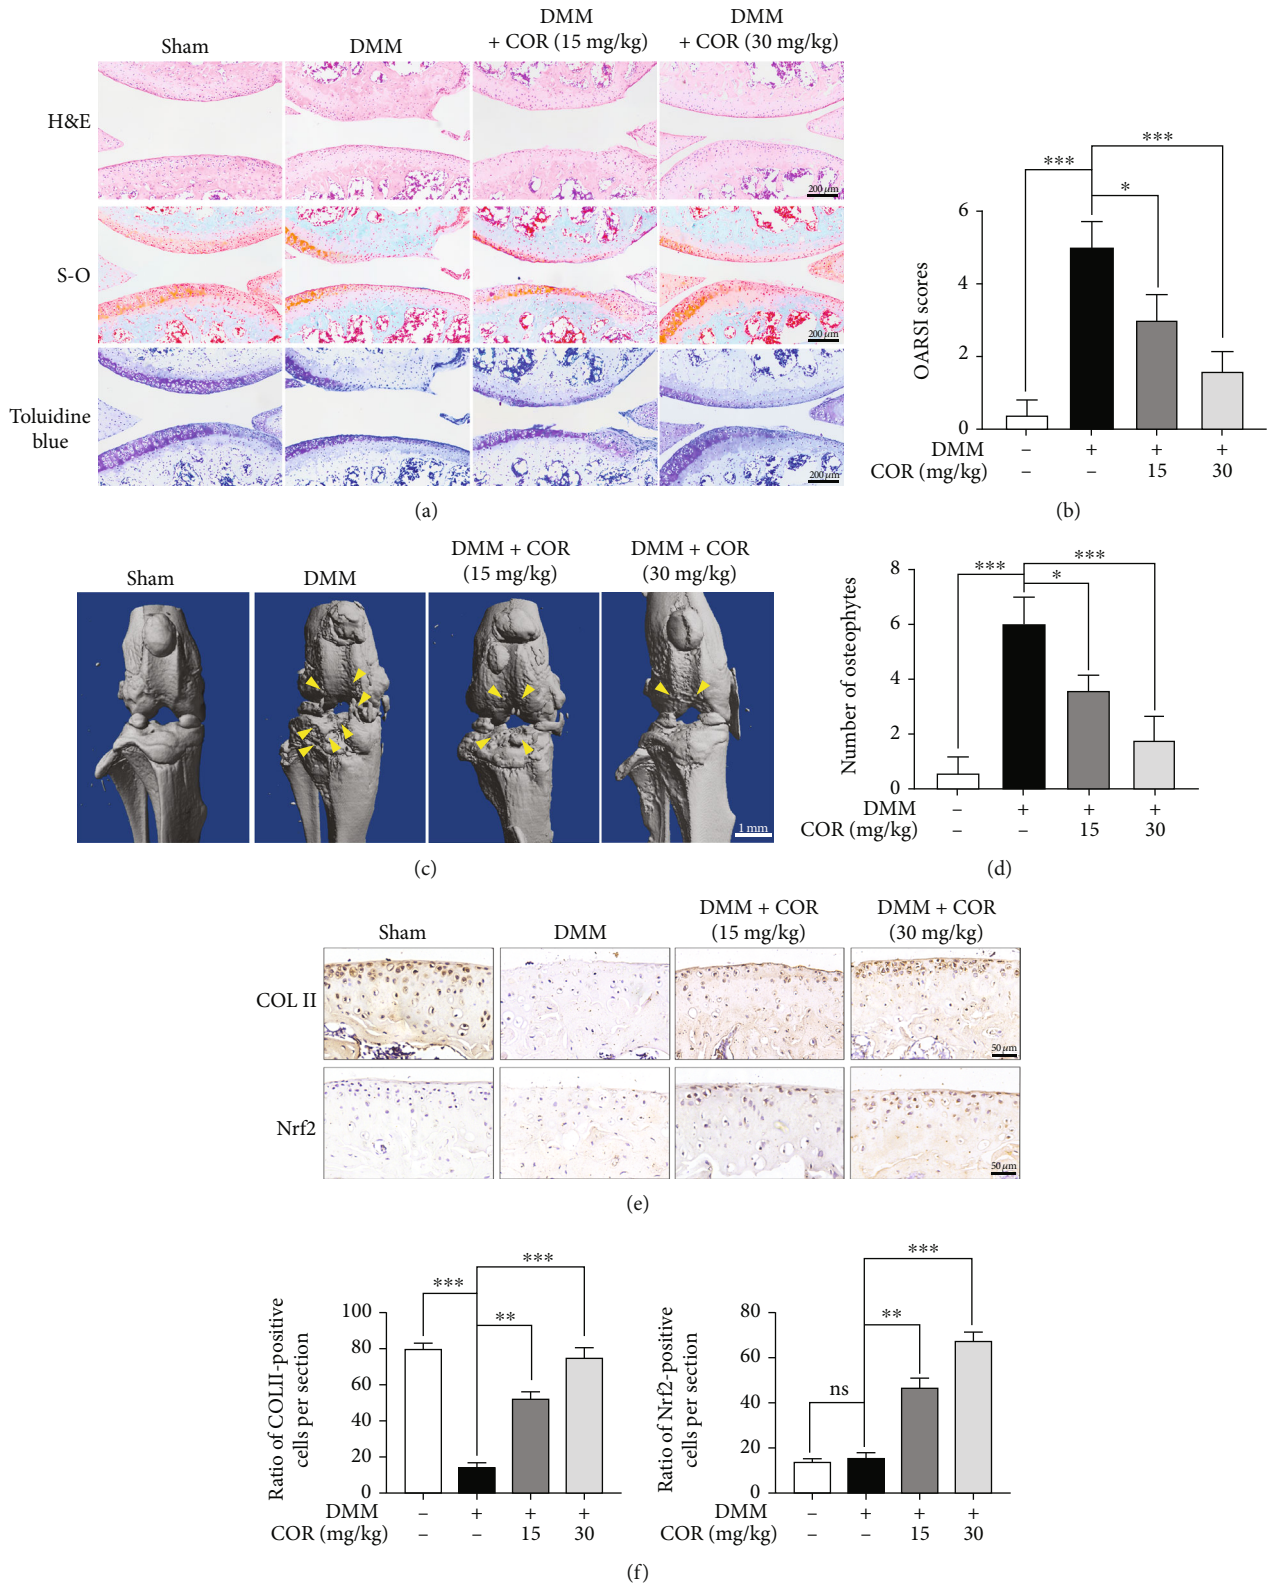 Sham
DMM
DMM
+ COR (15 mg/kg)
DMM
+ COR (30 mg/kg)
H&E
200 μm
S-O
200 μm
Toluidine
blue
200 μm
(a)
***
***
*
OARSI scores
6
4
2
0
DMM – + + +
COR (mg/kg) – – 15 30
(b)
Sham
DMM
DMM + COR
(15 mg/kg)
DMM + COR
(30 mg/kg)
1 mm
(c)
***
***
*
Number of osteophytes
8
6
4
2
0
DMM – + + +
COR (mg/kg) – – 15 30
(d)
Sham
DMM
DMM + COR
(15 mg/kg)
DMM + COR
(30 mg/kg)
COL II
50 μm
Nrf2
50 μm
(e)
***
***
**
Ratio of COLII-positive
cells per section
100
80
60
40
20
0
DMM – + + +
COR (mg/kg) – – 15 30
***
**
ns
Ratio of Nrf2-positive
cells per section
80
60
40
20
0
DMM – + + +
COR (mg/kg) – – 15 30
(f)